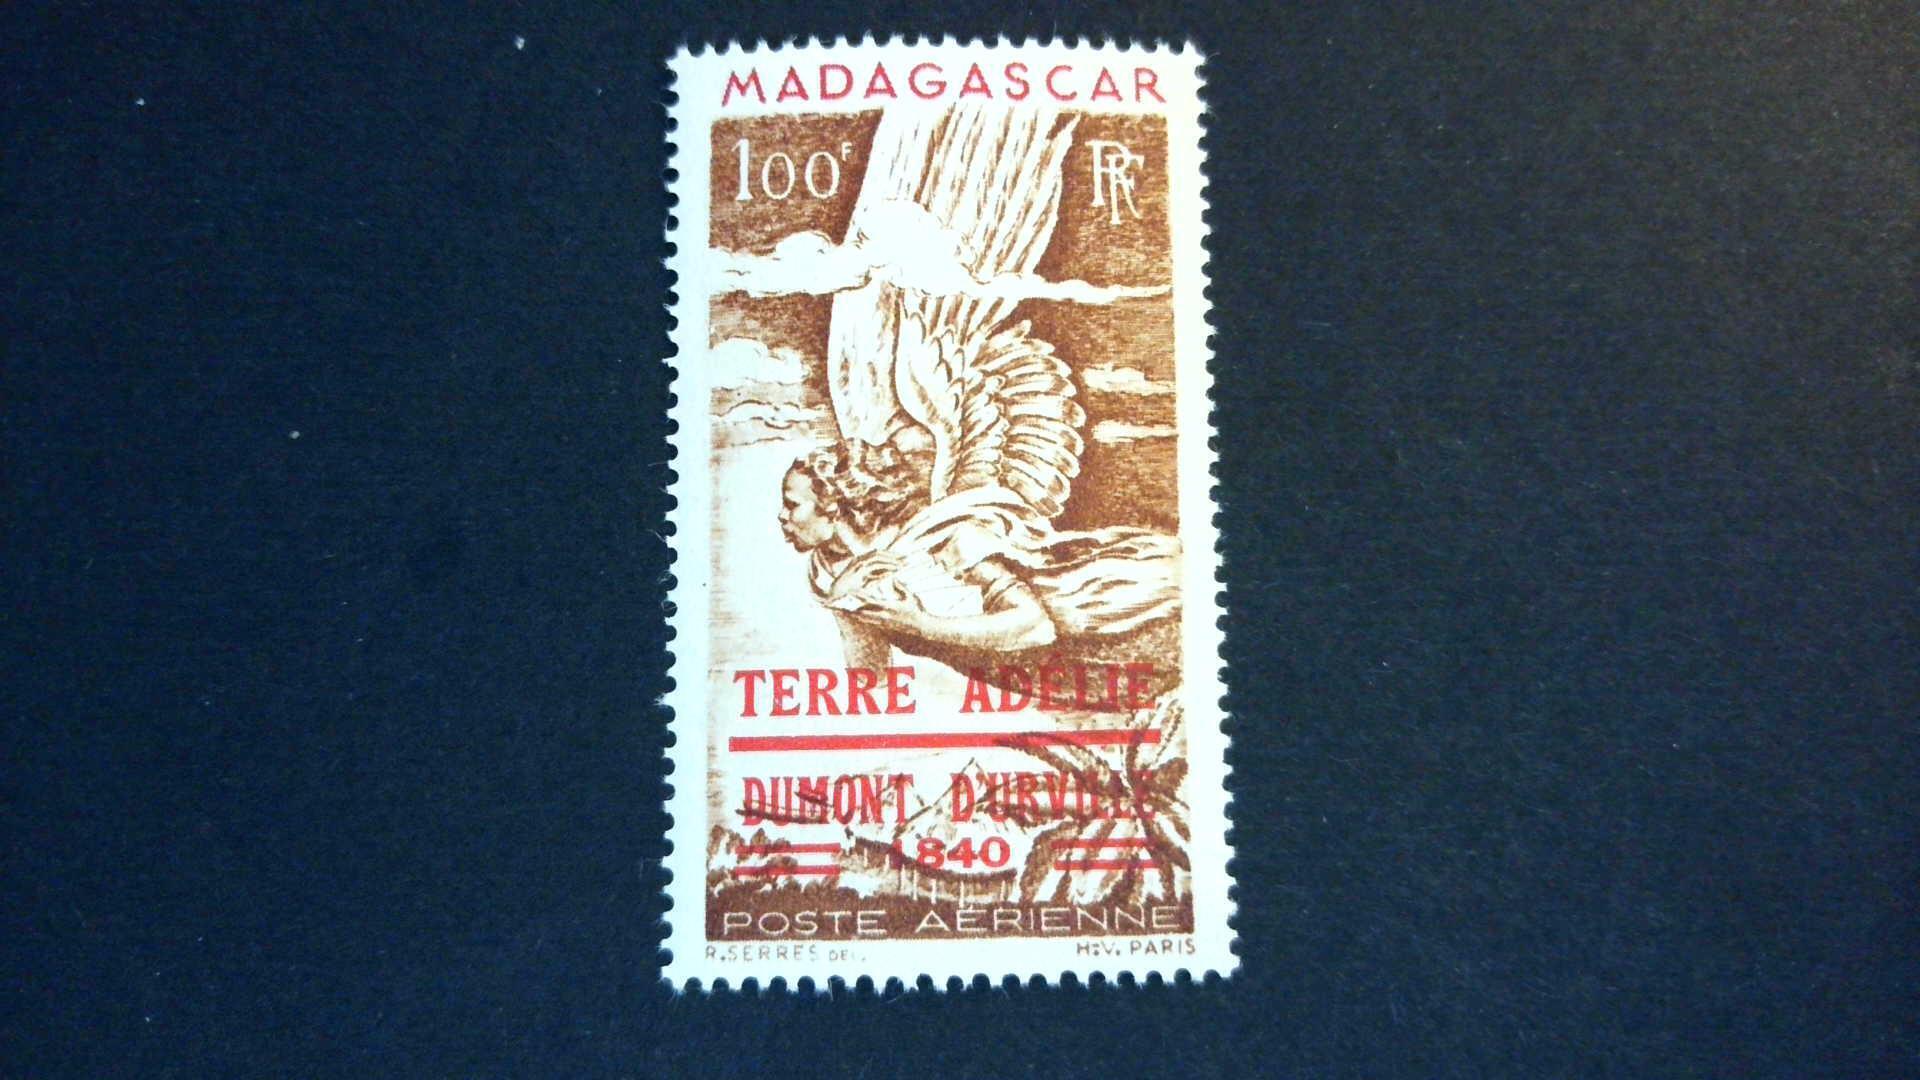 MADAGASCAR
100F RF
TERRE ADÉLIE
DUMONT D'URVILLE
1840
POSTE AÉRIENNE
R.SERRES DEL. H:V. PARIS